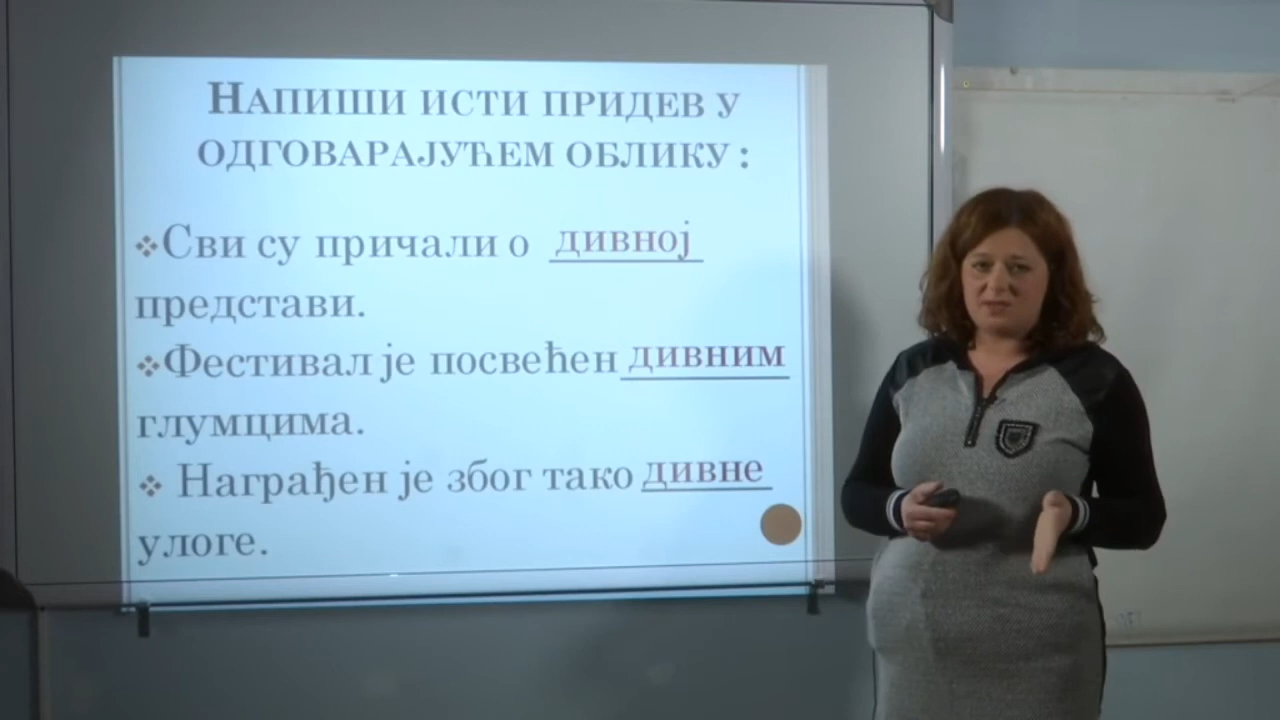 НАПИШИ ИСТИ ПРИДЕВ У
ОДГОВАРАЈУЋЕМ ОБЛИКУ :
❖Сви су причали о дивној
представи.
❖Фестивал је посвећен дивним
глумцима.
❖ Награђен је због тако дивне
улоге.